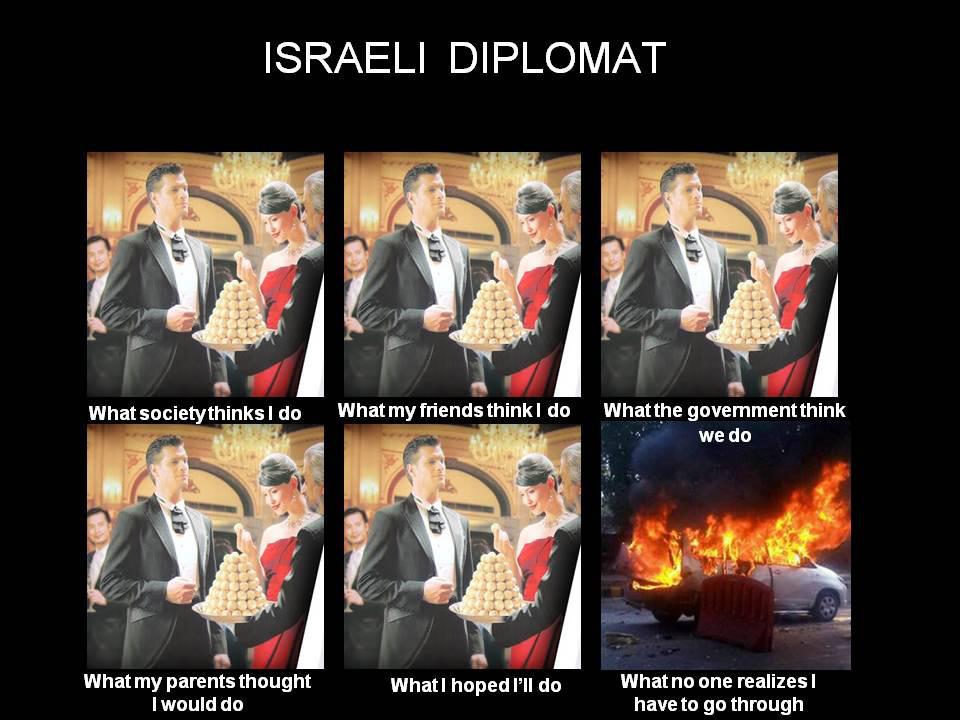 ISRAELI DIPLOMAT
What society thinks I do
What my friends think I do
What the government think
we do
What my parents thought
I would do
What I hoped I'll do
What no one realizes I
have to go through